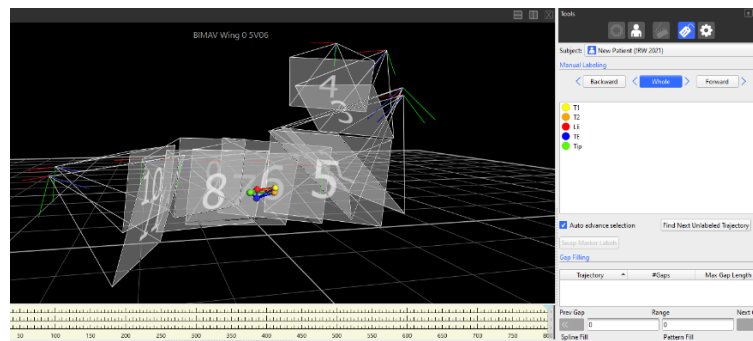 Tools
BIMAV Wing 0 5V06
Subject: New Patient (IRW 2021)
Manual Labeling
Backward
Whole
Forward
T1
T2
LE
TE
Tip
4
3
10
8
7
6
5
Auto advance selection
Find Next Unlabeled Trajectory
Swap Marker Labels
Gap Filling
Trajectory #Gaps Max Gap Length
Prev Gap Range Next G
0 0
50 100 150 200 250 300 350 400 450 500 550 600 650 700 750 800
Spline Fill Pattern Fill